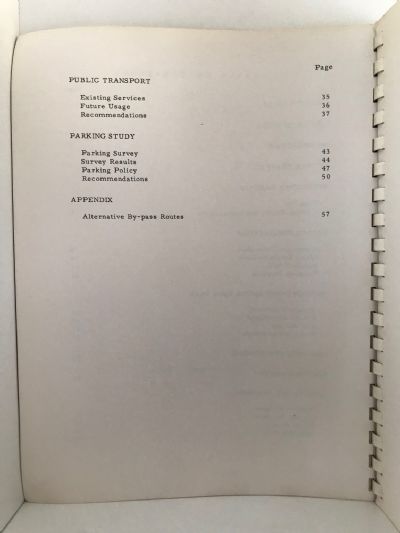 Page
PUBLIC TRANSPORT
Existing Services 35
Future Usage 36
Recommendations 37
PARKING STUDY
Parking Survey 43
Survey Results 44
Parking Policy 47
Recommendations 50
APPENDIX
Alternative By-pass Routes 57